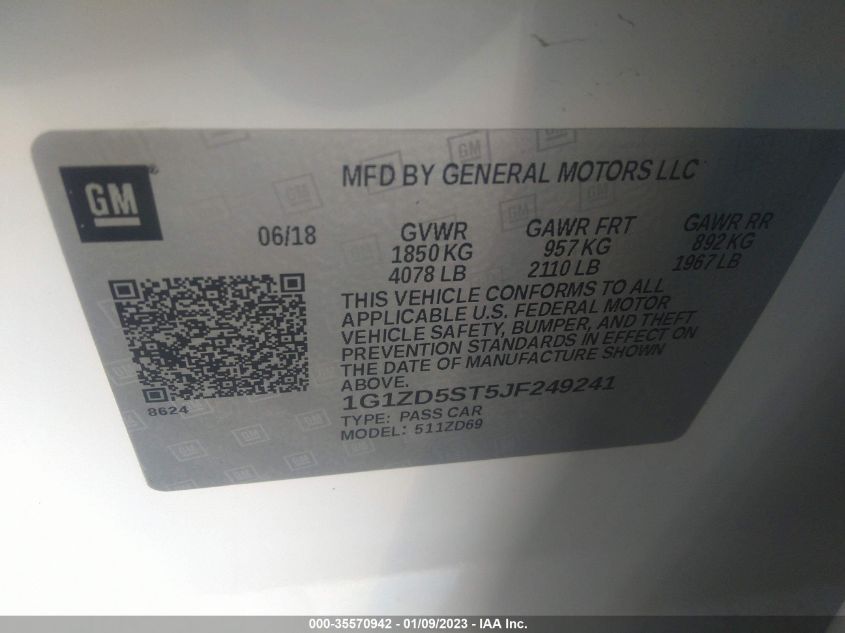 GM
MFD BY GENERAL MOTORS LLC
06/18
GVWR GAWR FRT GAWR RR
1850 KG 957 KG 892 KG
4078 LB 2110 LB 1967 LB
THIS VEHICLE CONFORMS TO ALL
APPLICABLE U.S. FEDERAL MOTOR
VEHICLE SAFETY, BUMPER, AND THEFT
PREVENTION STANDARDS IN EFFECT ON
THE DATE OF MANUFACTURE SHOWN
ABOVE.
8624
1G1ZD5ST5JF249241
TYPE: PASS CAR
MODEL: 511ZD69
000-35570942 - 01/09/2023 - IAA Inc.